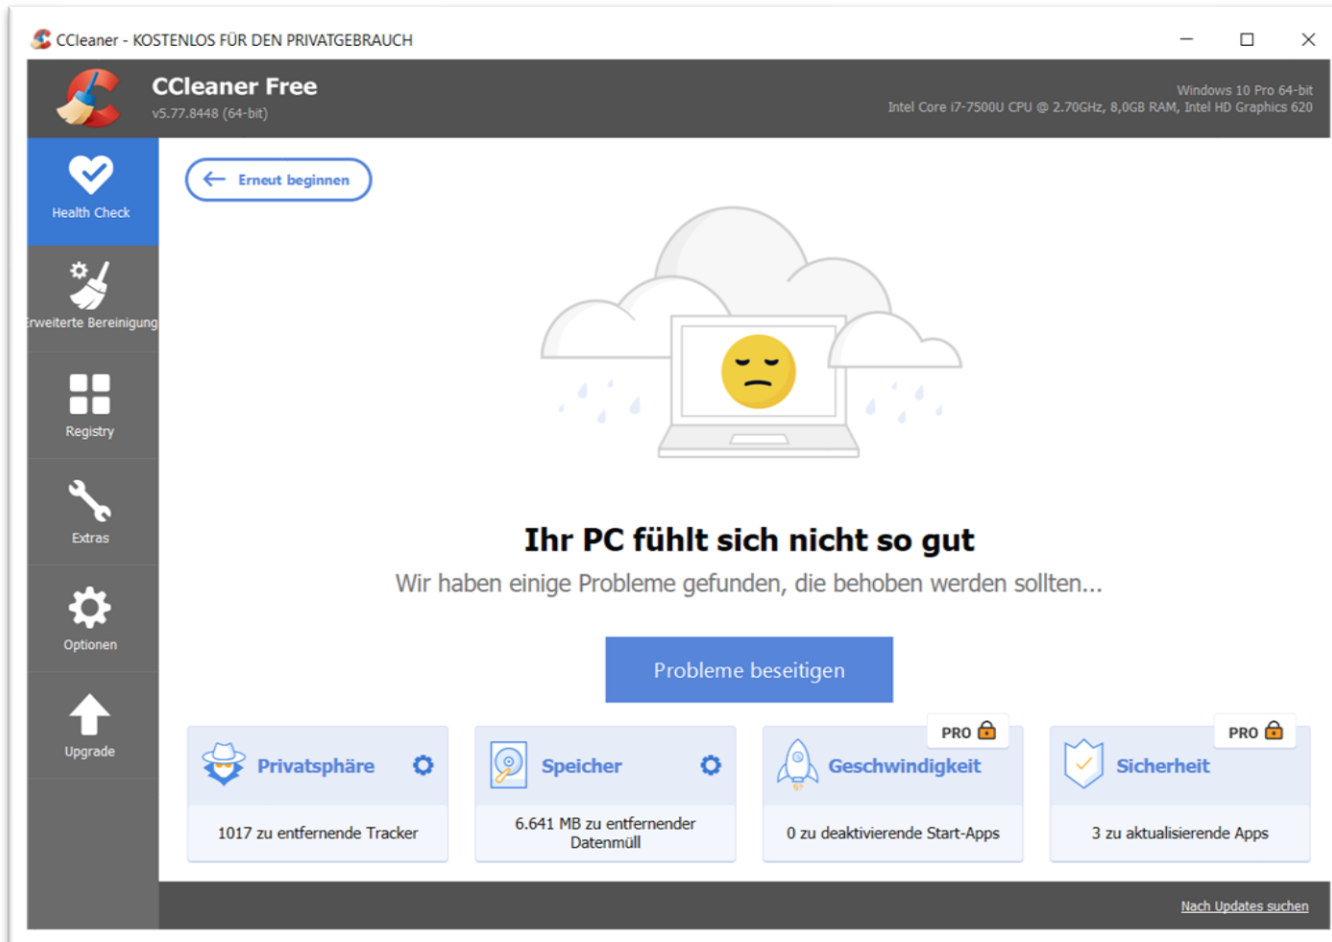 CCleaner - KOSTENLOS FÜR DEN PRIVATGEBRAUCH
CCleaner Free
v5.77.8448 (64-bit)
Windows 10 Pro 64-bit
Intel Core i7-7500U CPU @ 2.70GHz, 8,0GB RAM, Intel HD Graphics 620
Health Check
Erweiterte Bereinigung
Registry
Extras
Optionen
Upgrade
Erneut beginnen
Ihr PC fühlt sich nicht so gut
Wir haben einige Probleme gefunden, die behoben werden sollten...
Probleme beseitigen
Privatsphäre
1017 zu entfernende Tracker
Speicher
6.641 MB zu entfernender
Datenmüll
PRO
Geschwindigkeit
0 zu deaktivierende Start-Apps
PRO
Sicherheit
3 zu aktualisierende Apps
Nach Updates suchen